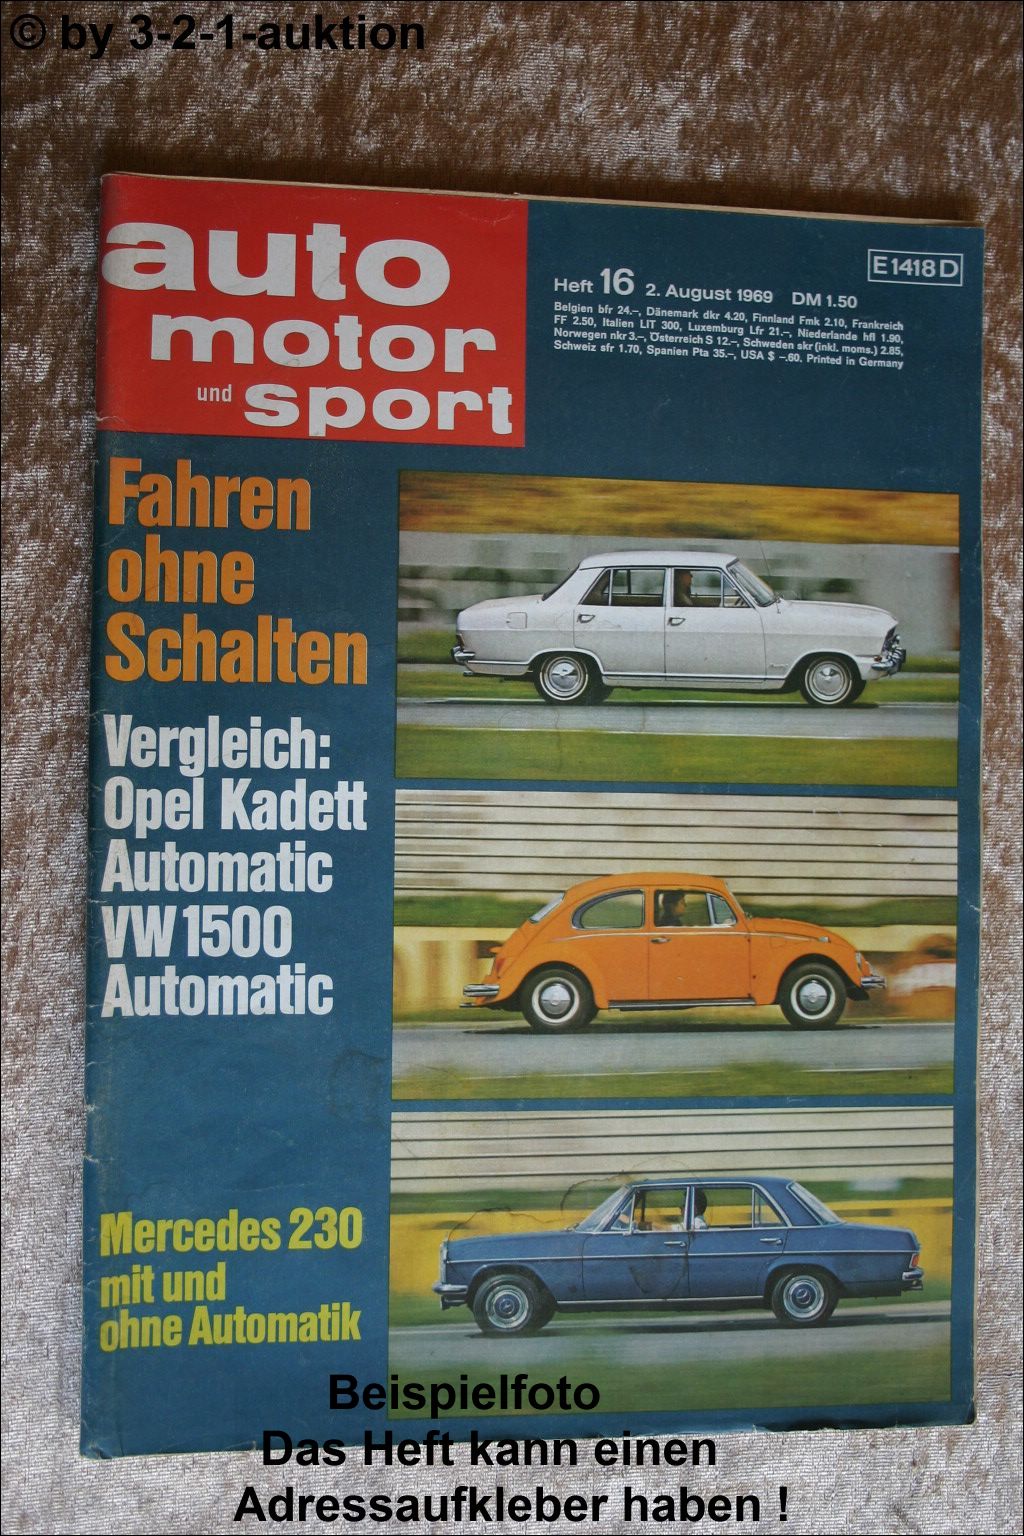 © by 3-2-1-auktion
auto
motor
und sport
Heft 16 2. August 1969 DM 1.50
E 1418 D
Belgien bfr 24.–, Dänemark dkr 4.20, Finnland Fmk 2.10, Frankreich
FF 2.50, Italien LIT 300, Luxemburg Lfr 21.–, Niederlande hfl 1.90,
Norwegen nkr 3.–, Österreich S 12.–, Schweden skr (inkl. moms.) 2.85,
Schweiz sfr 1.70, Spanien Pta 35.–, USA $ –.60. Printed in Germany
Fahren
ohne
Schalten
Vergleich:
Opel Kadett
Automatic
VW 1500
Automatic
Mercedes 230
mit und
ohne Automatik
Beispielfoto
Das Heft kann einen
Adressaufkleber haben !